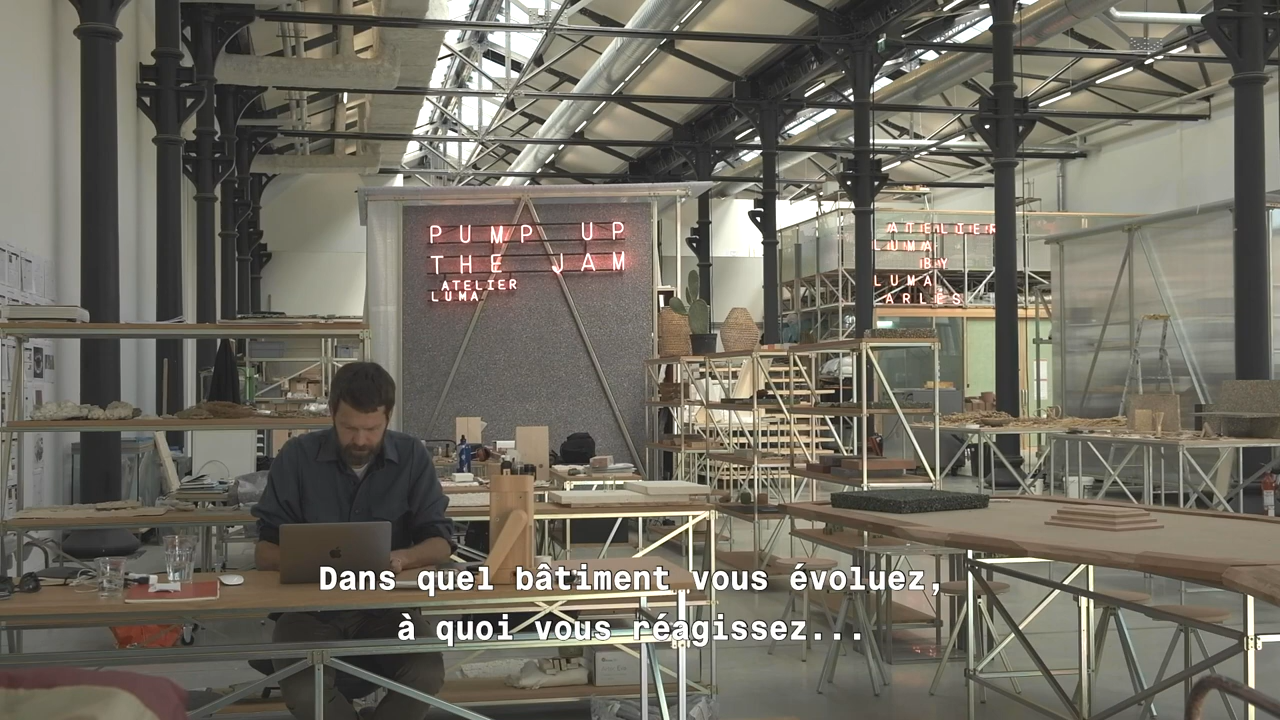 PUMP UP
THE JAM
ATELIER
LUMA
ATELIER
LUMA
BY
LUMA
ARLES
Dans quel bâtiment vous évoluez,
à quoi vous réagissez...